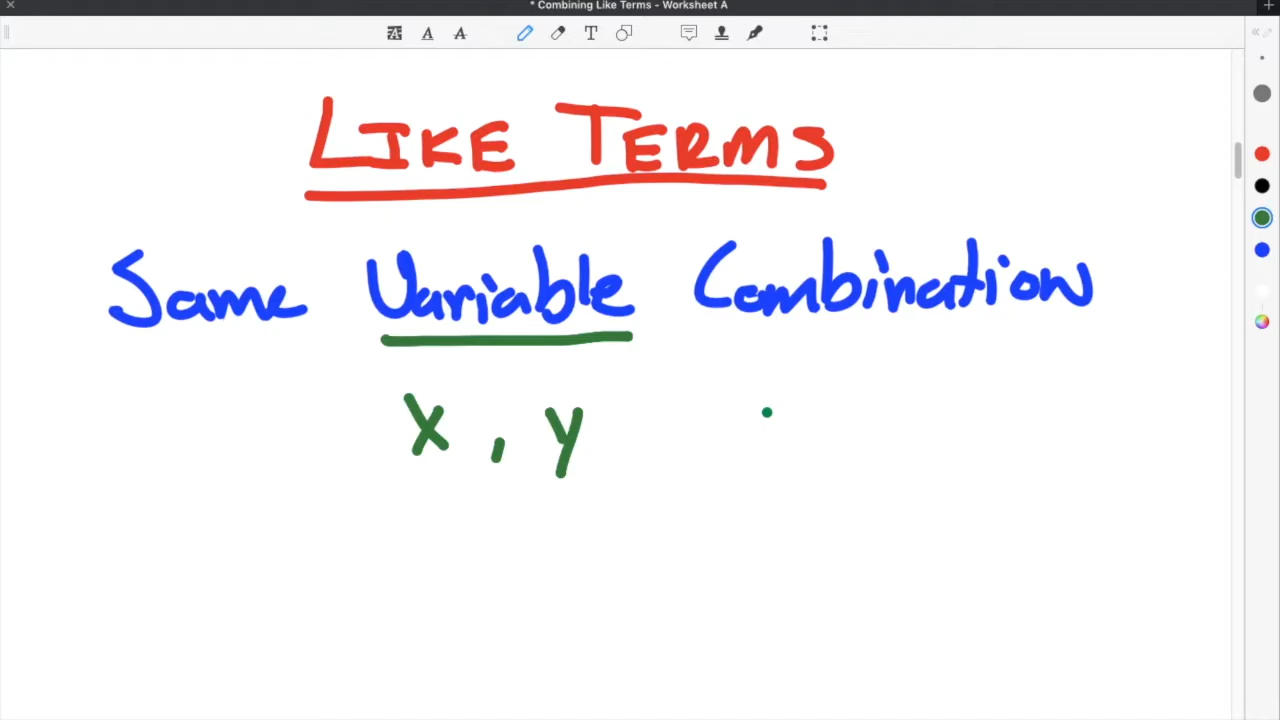 * Combining Like Terms - Worksheet A
A A A T
LIKE TERMS
Same Variable Combination
x , y